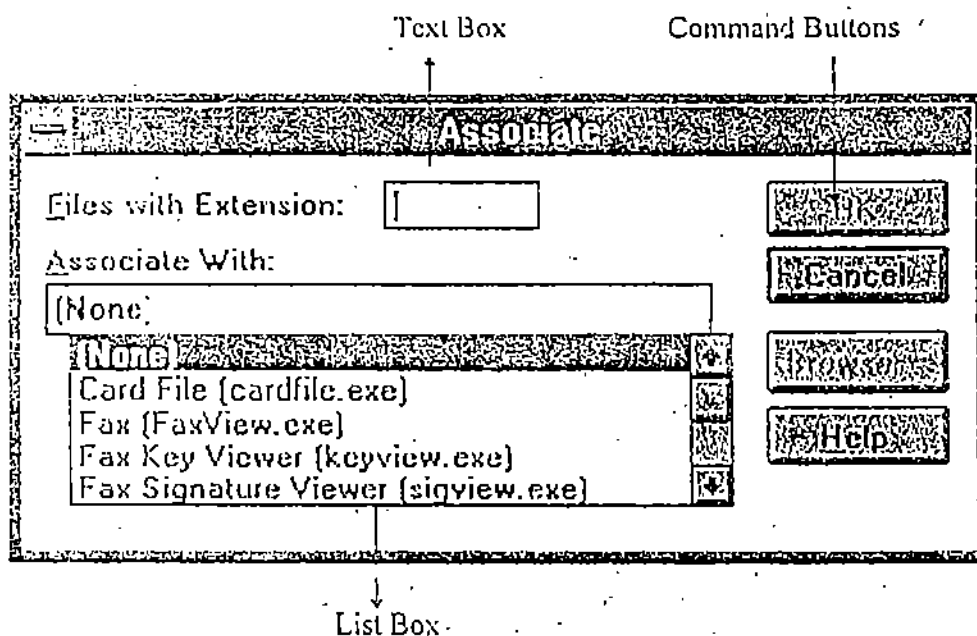 Text Box
Command Buttons
Associate
Files with Extension:
Associate With:
(None)
(None)
Card File (cardfile.exe)
Fax (FaxView.exe)
Fax Key Viewer (keyview.exe)
Fax Signature Viewer (sigview.exe)
Cancel
Help
List Box